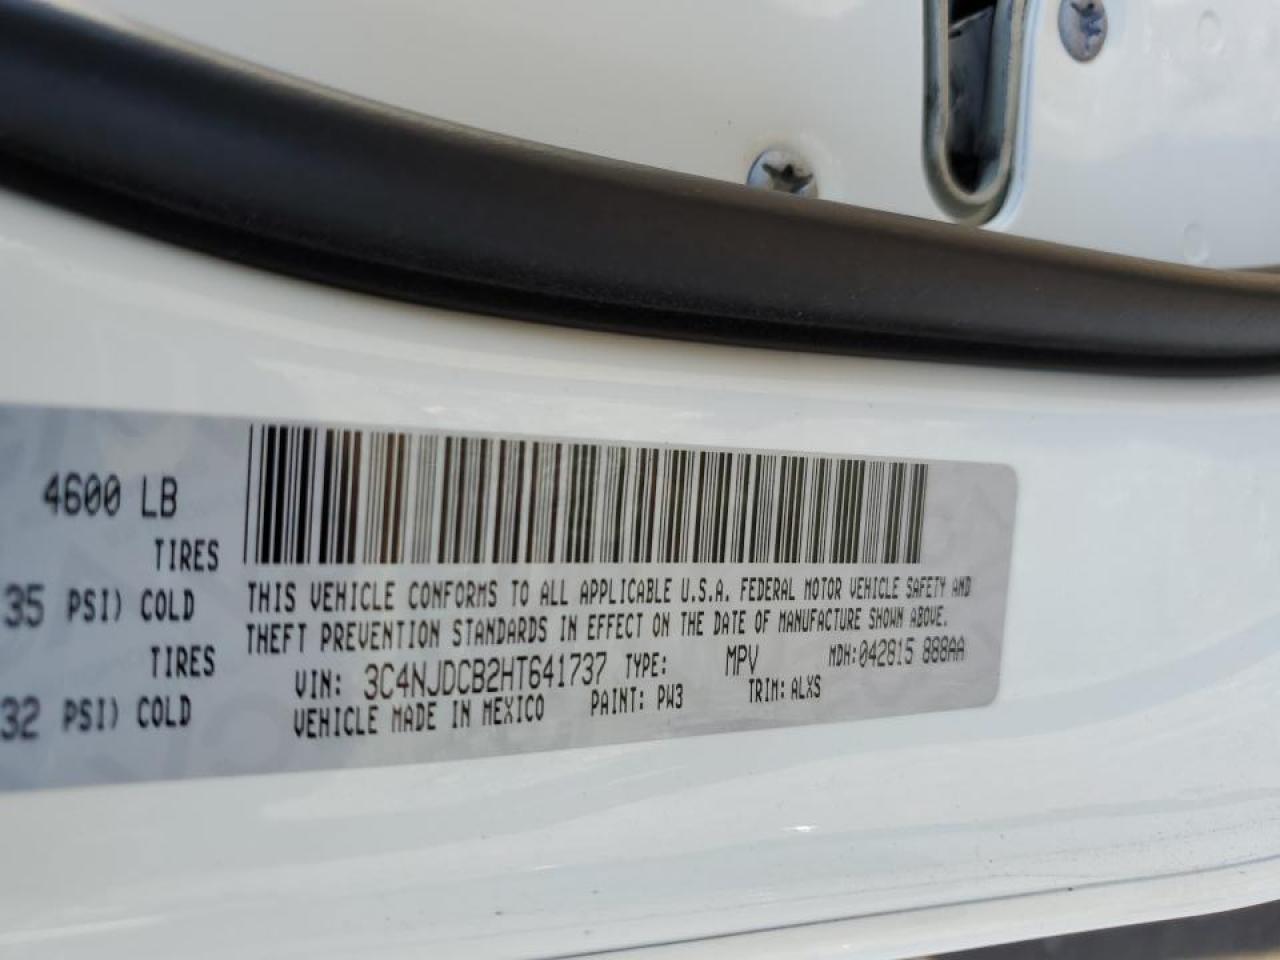 4600 LB
TIRES
35 PSI) COLD
TIRES
32 PSI) COLD
THIS VEHICLE CONFORMS TO ALL APPLICABLE U.S.A. FEDERAL MOTOR VEHICLE SAFETY AND
THEFT PREVENTION STANDARDS IN EFFECT ON THE DATE OF MANUFACTURE SHOWN ABOVE.
VIN: 3C4NJDCB2HT641737 TYPE: MPV MDH:042815 888AA
VEHICLE MADE IN MEXICO PAINT: PW3 TRIM: ALXS